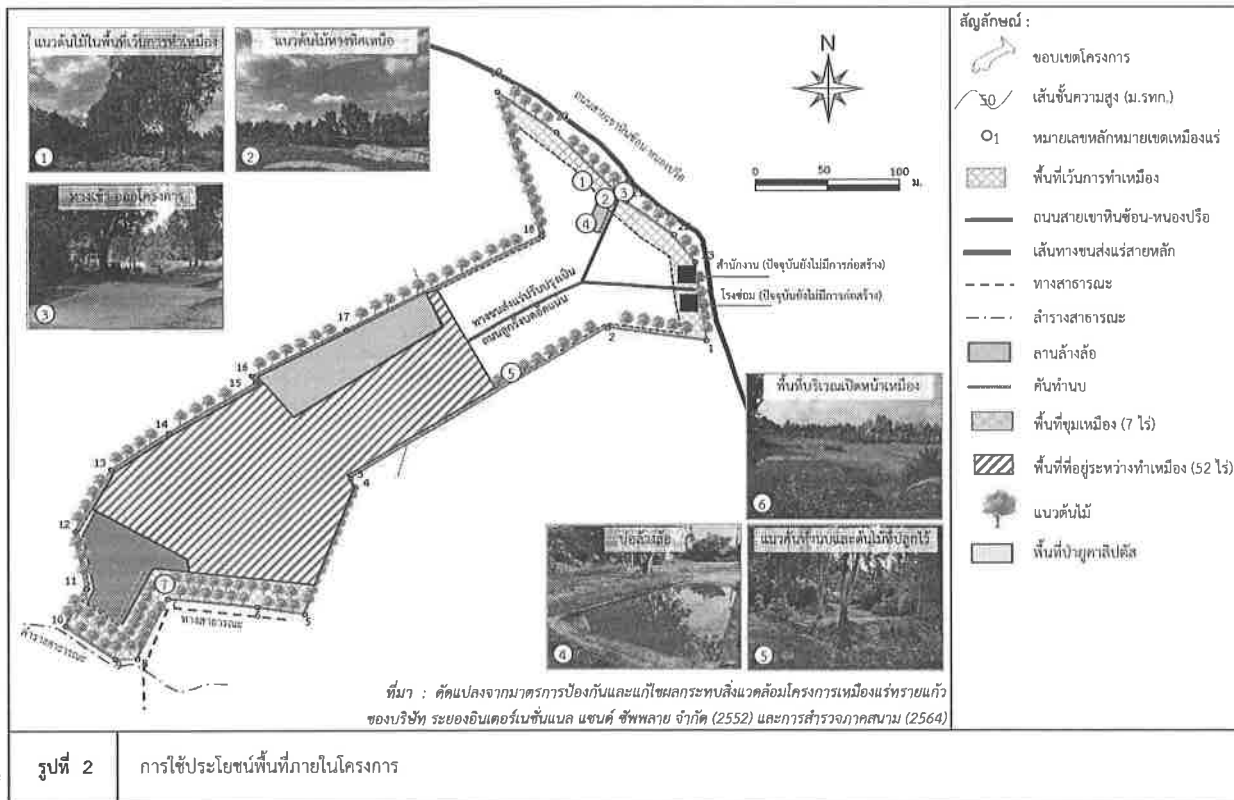 แนวต้นไม้ในพื้นที่เว้นการทำเหมือง
1
แนวต้นไม้ทางทิศเหนือ
2
ทางเข้า-ออกโครงการ
3
N
0 50 100 ม.
ถนนสายเขาหินซ้อน-หนองปรือ
1
2
3
4
18
สำนักงาน (ปัจจุบันยังไม่มีการก่อสร้าง)
โรงซ่อม (ปัจจุบันยังไม่มีการก่อสร้าง)
ทางขนส่งแร่ปรับปรุงเป็น
ถนนลูกรังบดอัดแน่น
17
16
15
14
13
12
11
10
2
1
5
3
4
7
6
5
ทางสาธารณะ
ลำรางสาธารณะ
พื้นที่บริเวณเปิดหน้าเหมือง
6
บ่อล้างล้อ
4
แนวคันทำนบและต้นไม้ที่ปลูกไว้
5
ที่มา : ดัดแปลงจากมาตรการป้องกันและแก้ไขผลกระทบสิ่งแวดล้อมโครงการเหมืองแร่ทรายแก้ว
ของบริษัท ระยองอินเตอร์เนชั่นแนล แซนด์ ซัพพลาย จำกัด (2552) และการสำรวจภาคสนาม (2564)
สัญลักษณ์ :
ขอบเขตโครงการ
50 เส้นชั้นความสูง (ม.รทก.)
1 หมายเลขหลักหมายเขตเหมืองแร่
พื้นที่เว้นการทำเหมือง
ถนนสายเขาหินซ้อน-หนองปรือ
เส้นทางขนส่งแร่สายหลัก
ทางสาธารณะ
ลำรางสาธารณะ
ลานล้างล้อ
คันทำนบ
พื้นที่ขุมเหมือง (7 ไร่)
พื้นที่ที่อยู่ระหว่างทำเหมือง (52 ไร่)
แนวต้นไม้
พื้นที่ป่ายูคาลิปตัส
รูปที่ 2
การใช้ประโยชน์พื้นที่ภายในโครงการ